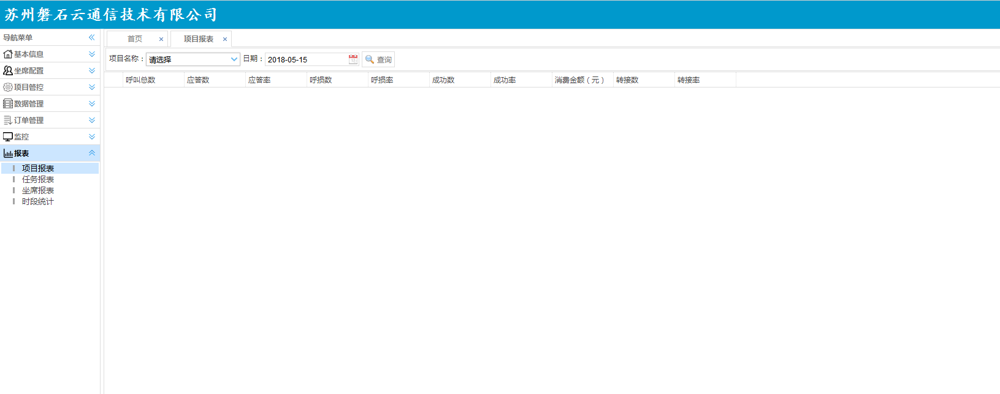 苏州磐石云通信技术有限公司
导航菜单
基本信息
坐席配置
项目管控
数据管理
订单管理
监控
报表
项目报表
任务报表
坐席报表
时段统计
首页 项目报表
项目名称： 请选择 日期： 2018-05-15 查询
呼叫总数 应答数 应答率 呼损数 呼损率 成功数 成功率 消费金额（元） 转接数 转接率